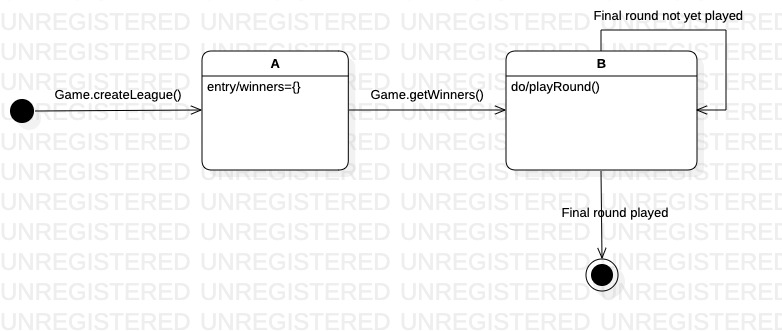 Final round not yet played
A
B
entry/winners={}
do/playRound()
Game.createLeague()
Game.getWinners()
Final round played
UNREGISTERED UNREGISTERED UNREGISTERED UNREGISTERED